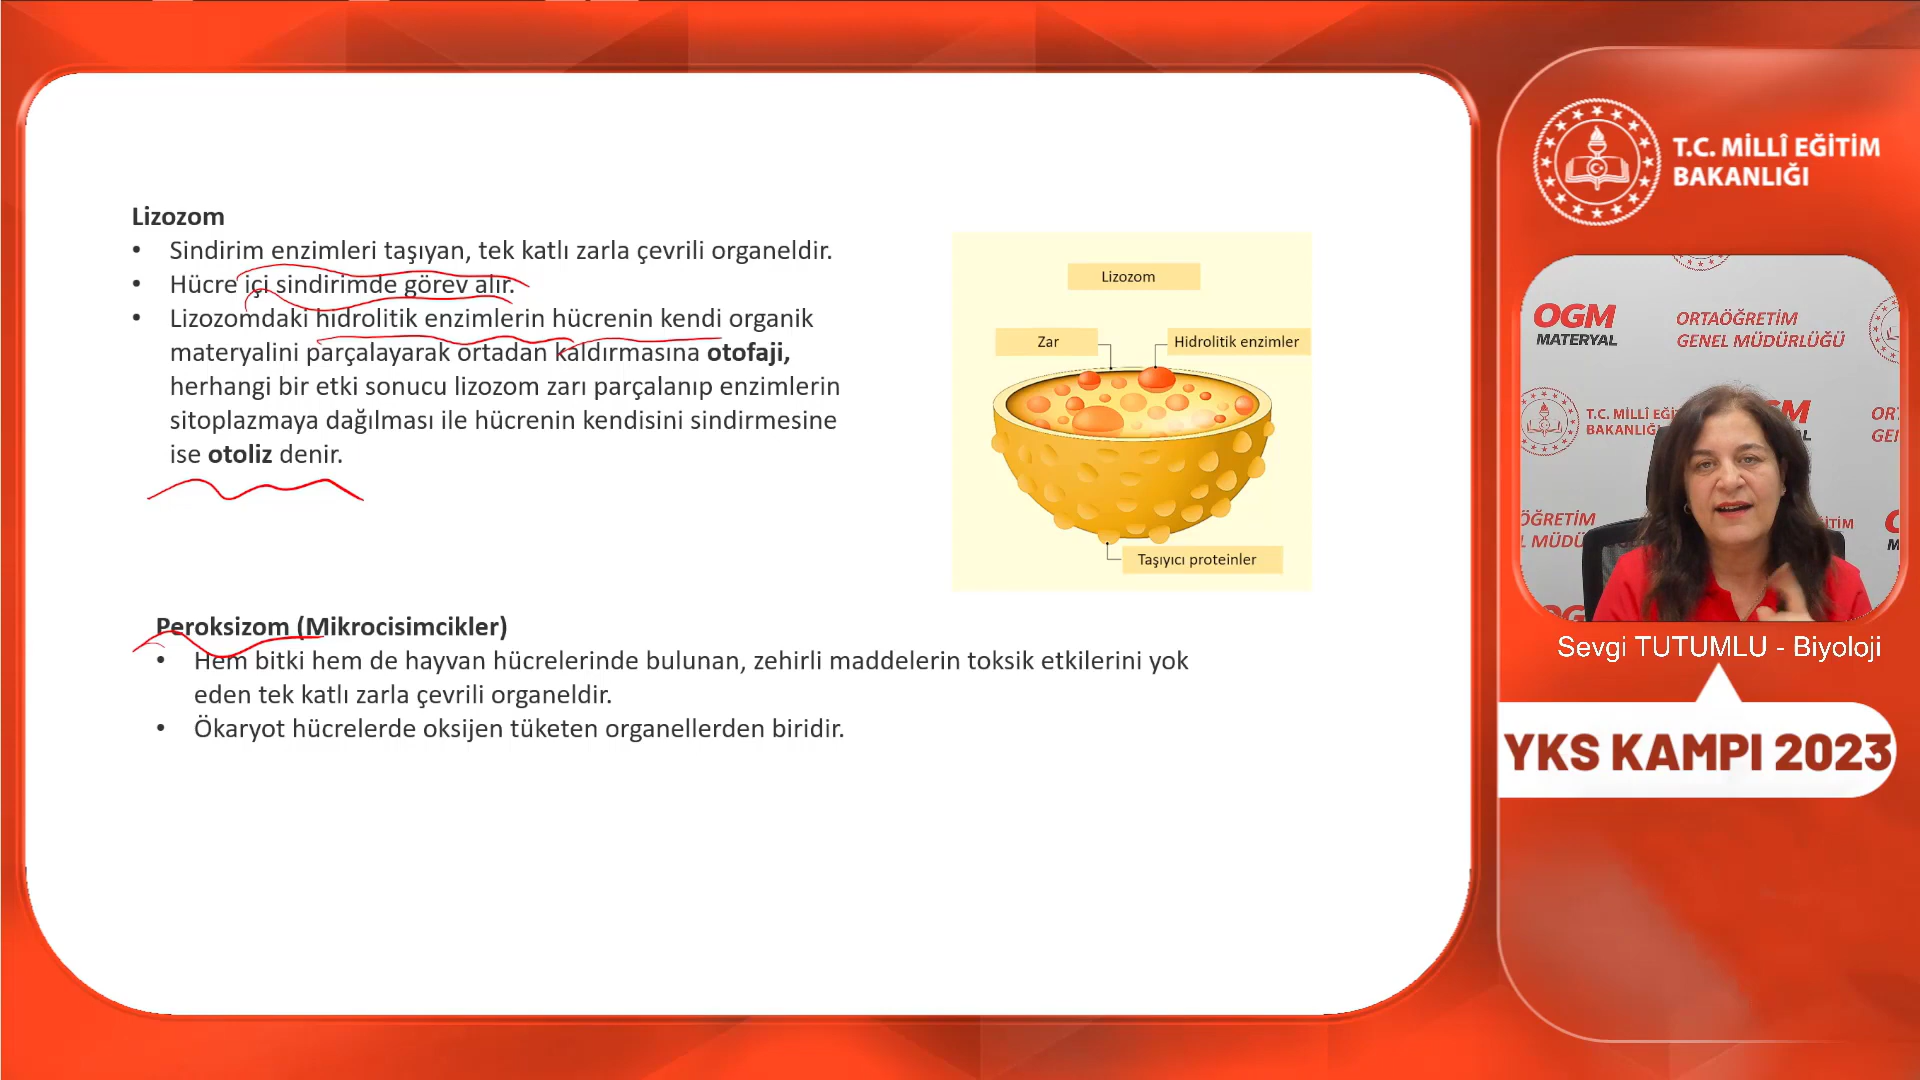 Lizozom
• Sindirim enzimleri taşıyan, tek katlı zarla çevrili organeldir.
• Hücre içi sindirimde görev alır.
• Lizozomdaki hidrolitik enzimlerin hücrenin kendi organik
materyalini parçalayarak ortadan kaldırmasına otofaji,
herhangi bir etki sonucu lizozom zarı parçalanıp enzimlerin
sitoplazmaya dağılması ile hücrenin kendisini sindirmesine
ise otoliz denir.
Lizozom
Zar
Hidrolitik enzimler
Taşıyıcı proteinler
Peroksizom (Mikrocisimcikler)
• Hem bitki hem de hayvan hücrelerinde bulunan, zehirli maddelerin toksik etkilerini yok
eden tek katlı zarla çevrili organeldir.
• Ökaryot hücrelerde oksijen tüketen organellerden biridir.
T.C. MİLLÎ EĞİTİM
BAKANLIĞI
OGM
MATERYAL
ORTAÖĞRETİM
GENEL MÜDÜRLÜĞÜ
T.C. MİLLÎ EĞİ
BAKANLIĞI
Sevgi TUTUMLU - Biyoloji
YKS KAMPI 2023